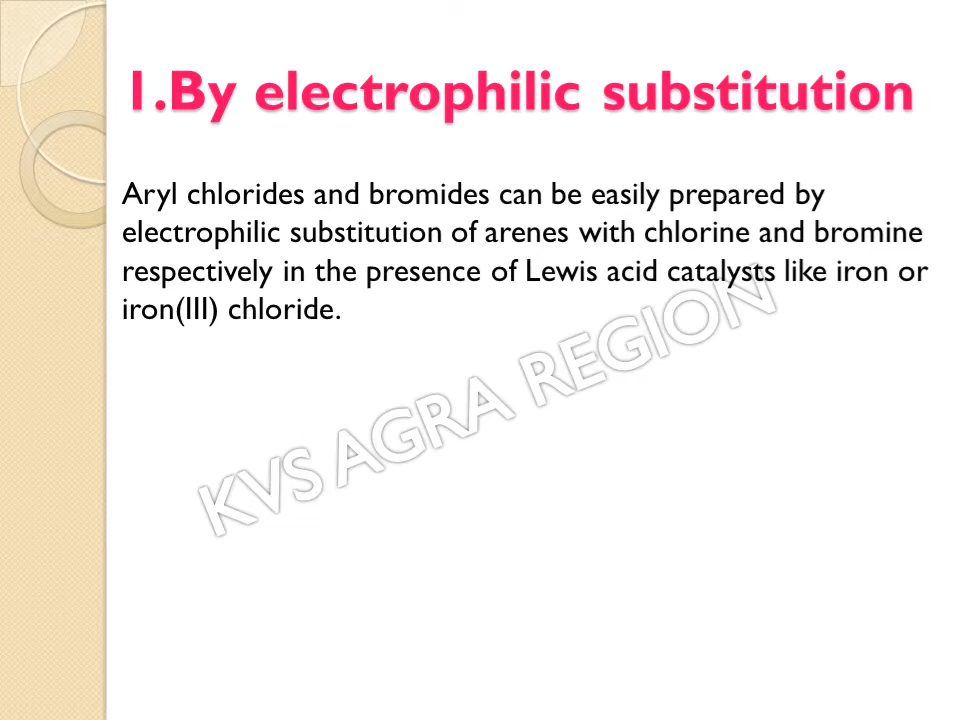 1.By electrophilic substitution
Aryl chlorides and bromides can be easily prepared by
electrophilic substitution of arenes with chlorine and bromine
respectively in the presence of Lewis acid catalysts like iron or
iron(III) chloride.
KVS AGRA REGION